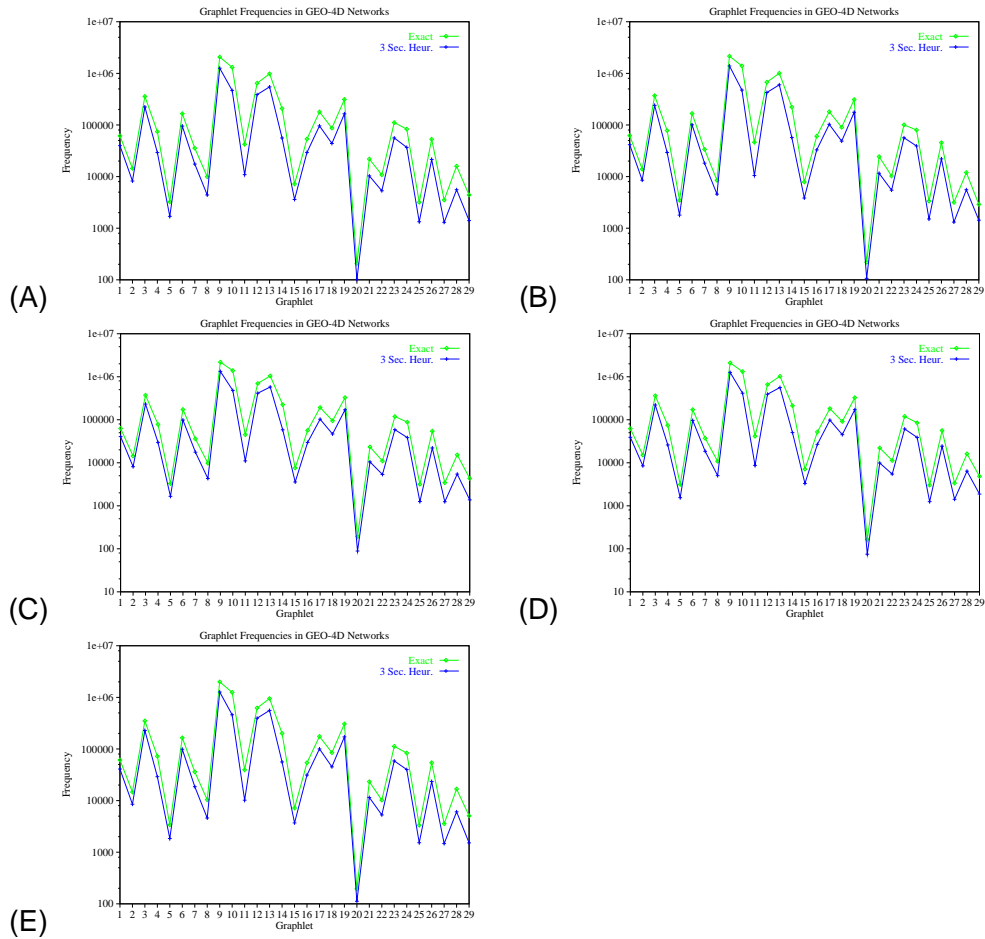 Graphlet Frequencies in GEO-4D Networks
1e+07
Exact
3 Sec. Heur.
1e+06
100000
10000
1000
100
Frequency
1 2 3 4 5 6 7 8 9 10 11 12 13 14 15 16 17 18 19 20 21 22 23 24 25 26 27 28 29
Graphlet
(A)
Graphlet Frequencies in GEO-4D Networks
1e+07
Exact
3 Sec. Heur.
1e+06
100000
10000
1000
100
Frequency
1 2 3 4 5 6 7 8 9 10 11 12 13 14 15 16 17 18 19 20 21 22 23 24 25 26 27 28 29
Graphlet
(B)
Graphlet Frequencies in GEO-4D Networks
1e+07
Exact
3 Sec. Heur.
1e+06
100000
10000
1000
100
10
Frequency
1 2 3 4 5 6 7 8 9 10 11 12 13 14 15 16 17 18 19 20 21 22 23 24 25 26 27 28 29
Graphlet
(C)
Graphlet Frequencies in GEO-4D Networks
1e+07
Exact
3 Sec. Heur.
1e+06
100000
10000
1000
100
10
Frequency
1 2 3 4 5 6 7 8 9 10 11 12 13 14 15 16 17 18 19 20 21 22 23 24 25 26 27 28 29
Graphlet
(D)
Graphlet Frequencies in GEO-4D Networks
1e+07
Exact
3 Sec. Heur.
1e+06
100000
10000
1000
100
Frequency
1 2 3 4 5 6 7 8 9 10 11 12 13 14 15 16 17 18 19 20 21 22 23 24 25 26 27 28 29
Graphlet
(E)